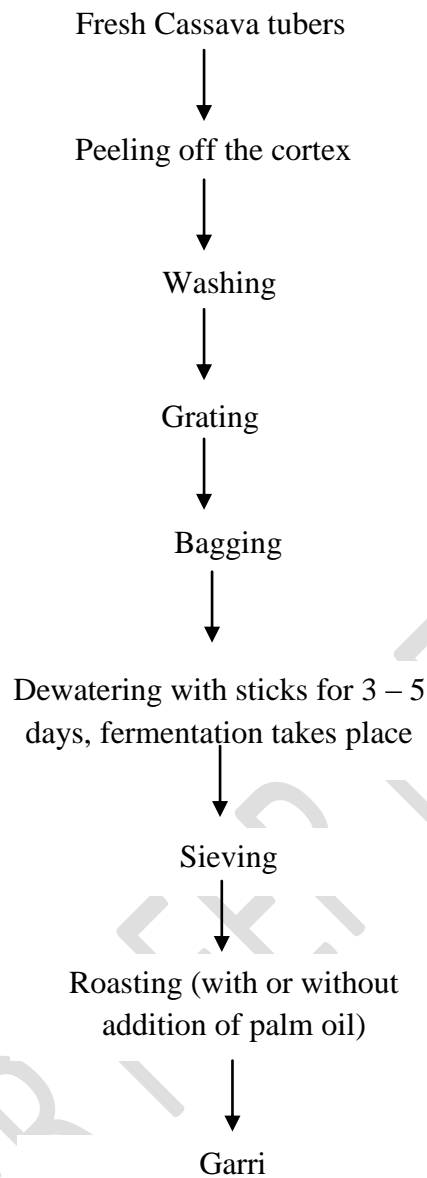 Fresh Cassava tubers
Peeling off the cortex
Washing
Grating
Bagging
Dewatering with sticks for 3 – 5
days, fermentation takes place
Sieving
Roasting (with or without
addition of palm oil)
Garri